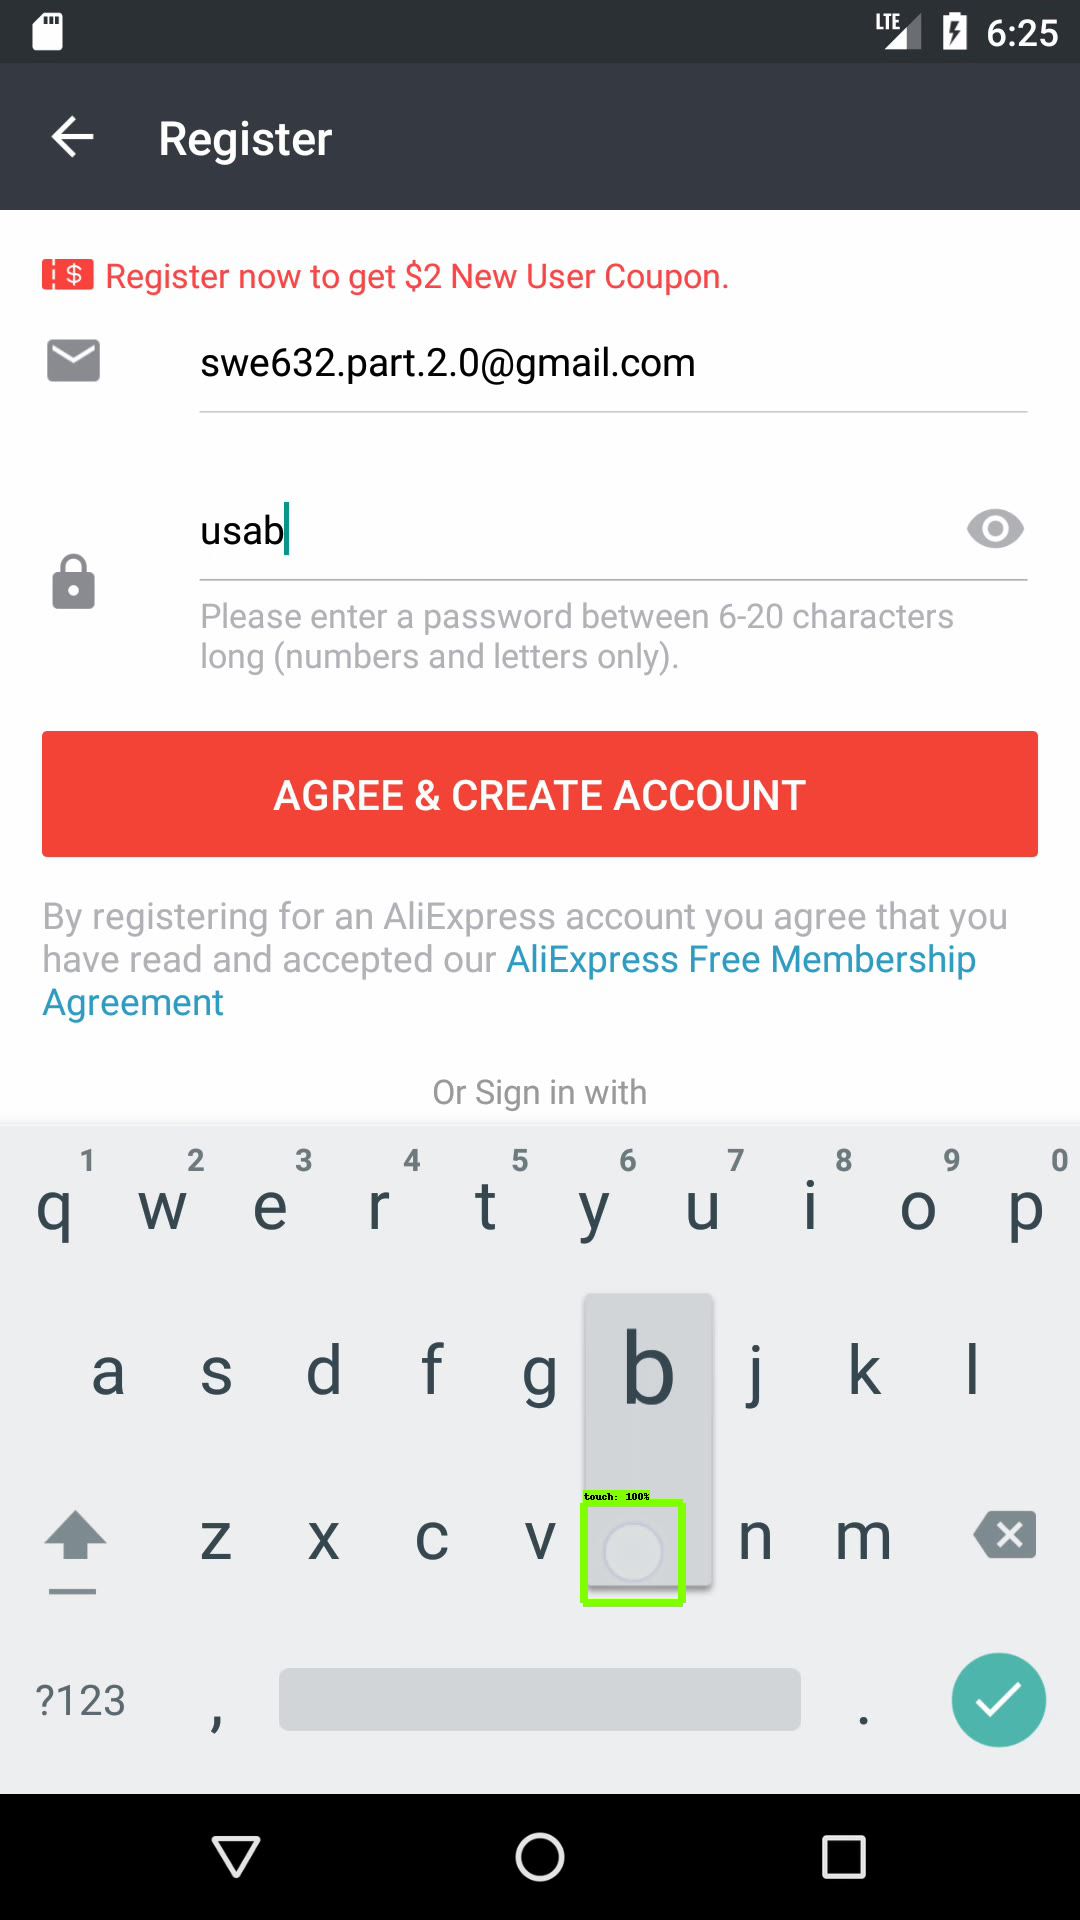 LTE 6:25
Register
$ Register now to get $2 New User Coupon.
swe632.part.2.0@gmail.com
usab
Please enter a password between 6-20 characters
long (numbers and letters only).
AGREE & CREATE ACCOUNT
By registering for an AliExpress account you agree that you
have read and accepted our AliExpress Free Membership
Agreement
Or Sign in with
1 2 3 4 5 6 7 8 9 0
q w e r t y u i o p
a s d f g b j k l
touch: 100%
z x c v n m
?123 , .